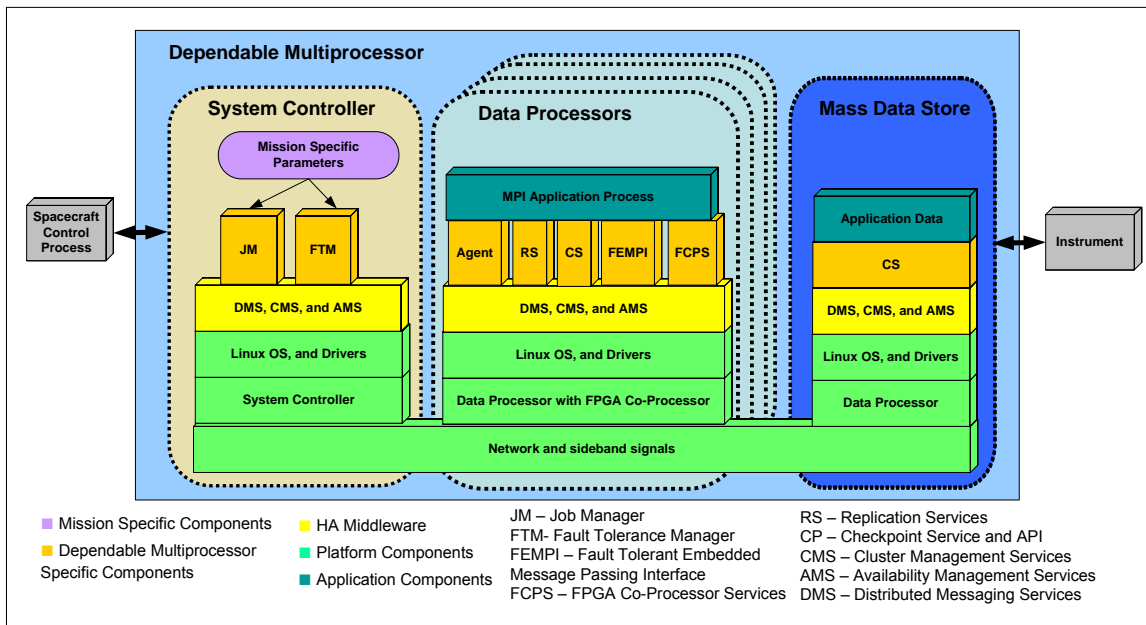 Dependable Multiprocessor
System Controller
Mission Specific
Parameters
JM
FTM
DMS, CMS, and AMS
Linux OS, and Drivers
System Controller
Data Processors
MPI Application Process
Agent
RS
CS
FEMPI
FCPS
DMS, CMS, and AMS
Linux OS, and Drivers
Data Processor with FPGA Co-Processor
Mass Data Store
Application Data
CS
DMS, CMS, and AMS
Linux OS, and Drivers
Data Processor
Network and sideband signals
Spacecraft
Control
Process
Instrument
Mission Specific Components
Dependable Multiprocessor
Specific Components
HA Middleware
Platform Components
Application Components
JM – Job Manager
FTM- Fault Tolerance Manager
FEMPI – Fault Tolerant Embedded
Message Passing Interface
FCPS – FPGA Co-Processor Services
RS – Replication Services
CP – Checkpoint Service and API
CMS – Cluster Management Services
AMS – Availability Management Services
DMS – Distributed Messaging Services